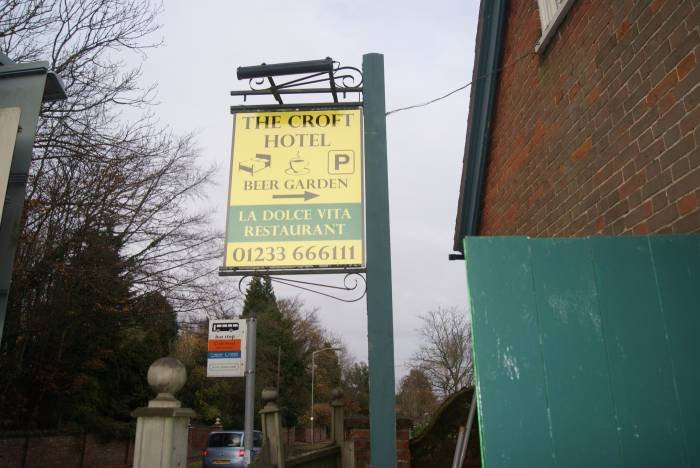 THE CROFT
HOTEL
P
BEER GARDEN
LA DOLCE VITA
RESTAURANT
01233 666111
bus stop